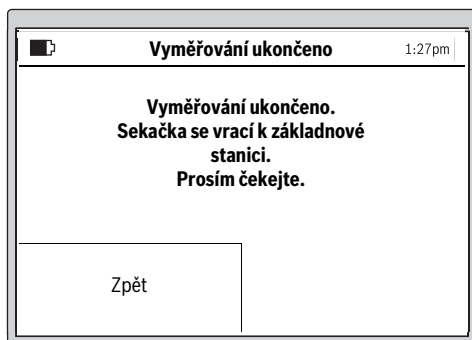 Vyměřování ukončeno 1:27pm
Vyměřování ukončeno.
Sekačka se vrací k základnové
stanici.
Prosím čekejte.
Zpět